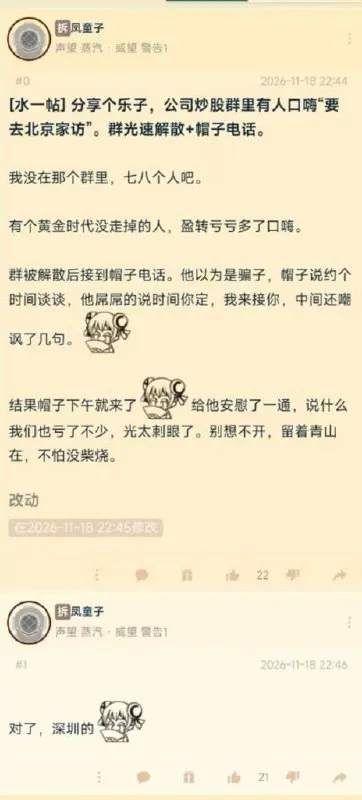 拆 凤童子
声望 蒸汽 · 威望 警告1
#0 2026-11-18 22:44
[水一帖] 分享个乐子，公司炒股群里有人口嗨“要
去北京家访”。群光速解散+帽子电话。
我没在那个群里，七八个人吧。
有个黄金时代没走掉的人，盈转亏亏多了口嗨。
群被解散后接到帽子电话。他以为是骗子，帽子说约个
时间谈谈，他屌屌的说时间你定，我来接你，中间还嘲
讽了几句。
结果帽子下午就来了 给他安慰了一通，说什么
我们也亏了不少，光太刺眼了。别想不开，留着青山
在，不怕没柴烧。
改动
在2026-11-18 22:45修改
22
拆 凤童子
声望 蒸汽 · 威望 警告1
#1 2026-11-18 22:46
对了，深圳的
21